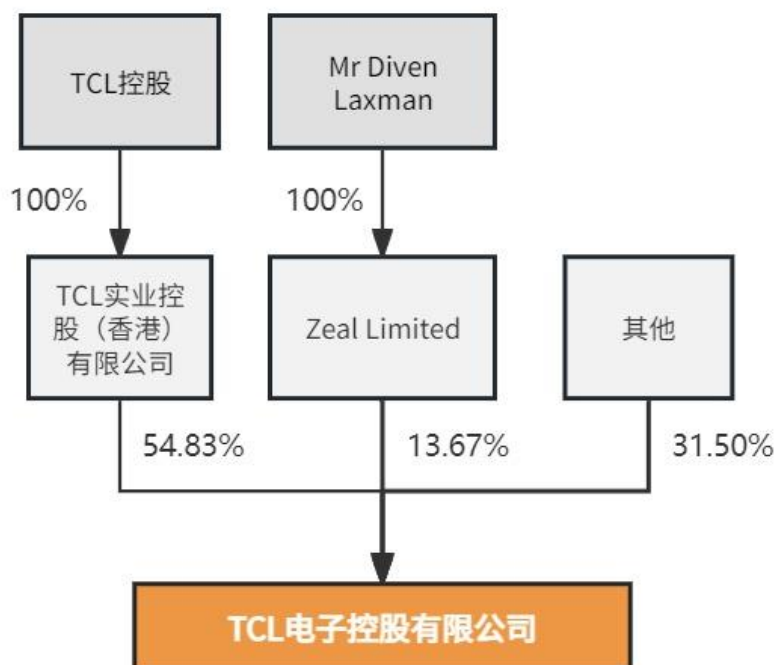 TCL控股
Mr Diven
Laxman
100%
100%
TCL实业控
股（香港）
有限公司
Zeal Limited
其他
54.83%
13.67%
31.50%
TCL电子控股有限公司